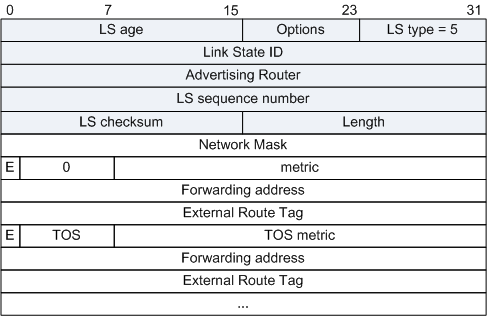 0 7 15 23 31
LS age Options LS type = 5
Link State ID
Advertising Router
LS sequence number
LS checksum Length
Network Mask
E 0 metric
Forwarding address
External Route Tag
E TOS TOS metric
Forwarding address
External Route Tag
...